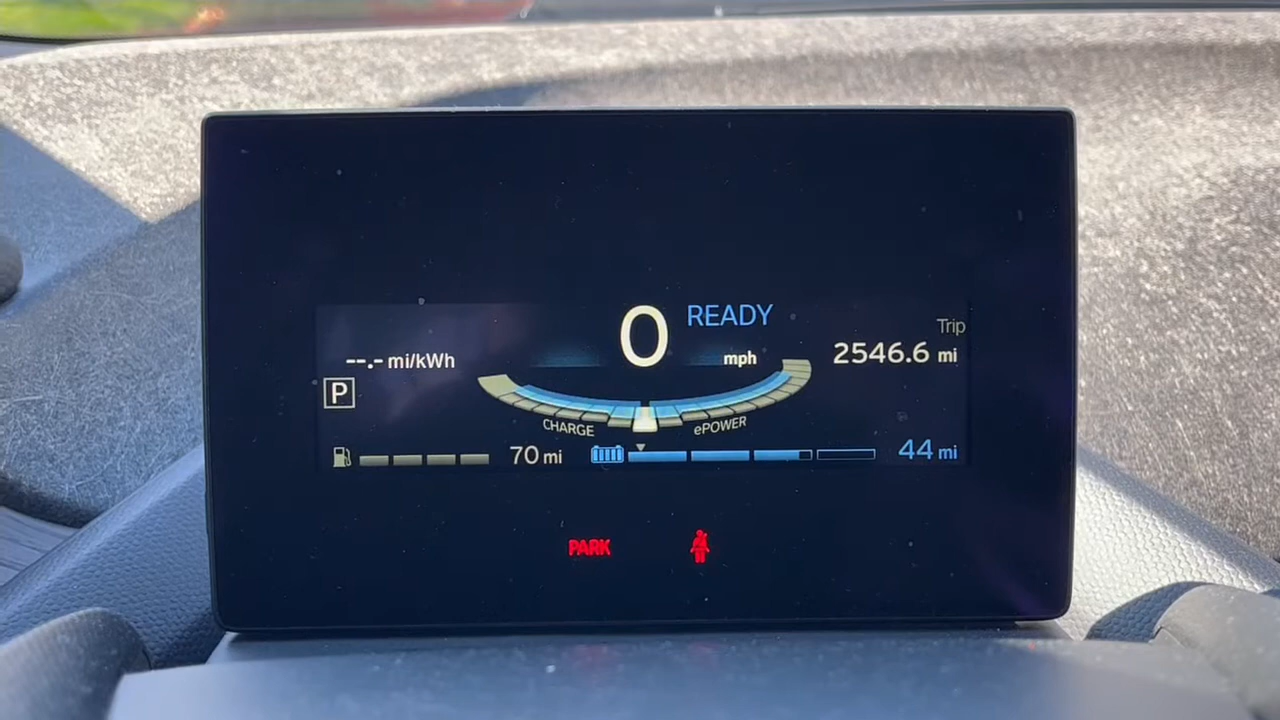 0 READY
mph
Trip
2546.6 mi
--.- mi/kWh
P
CHARGE
ePOWER
70 mi
44 mi
PARK